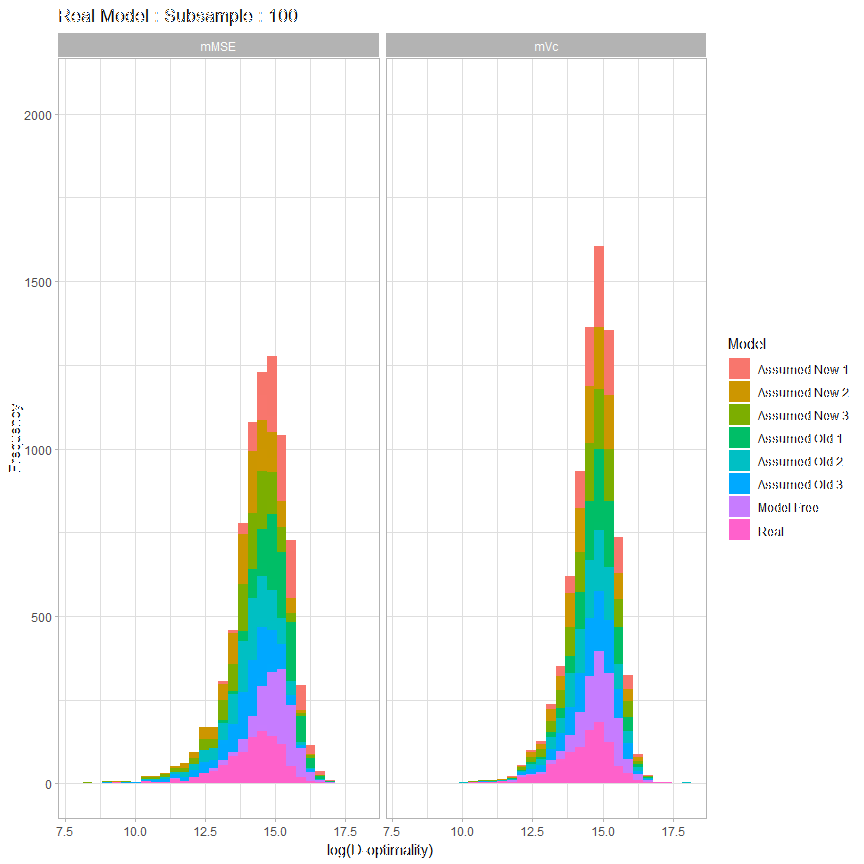 Real Model :: Subsample : 100
mMSE
mVc
2000
1500
1000
500
0
Frequency
7.5 10.0 12.5 15.0 17.5
7.5 10.0 12.5 15.0 17.5
log(D-optimality)
Model
Assumed New 1
Assumed New 2
Assumed New 3
Assumed Old 1
Assumed Old 2
Assumed Old 3
Model Free
Real